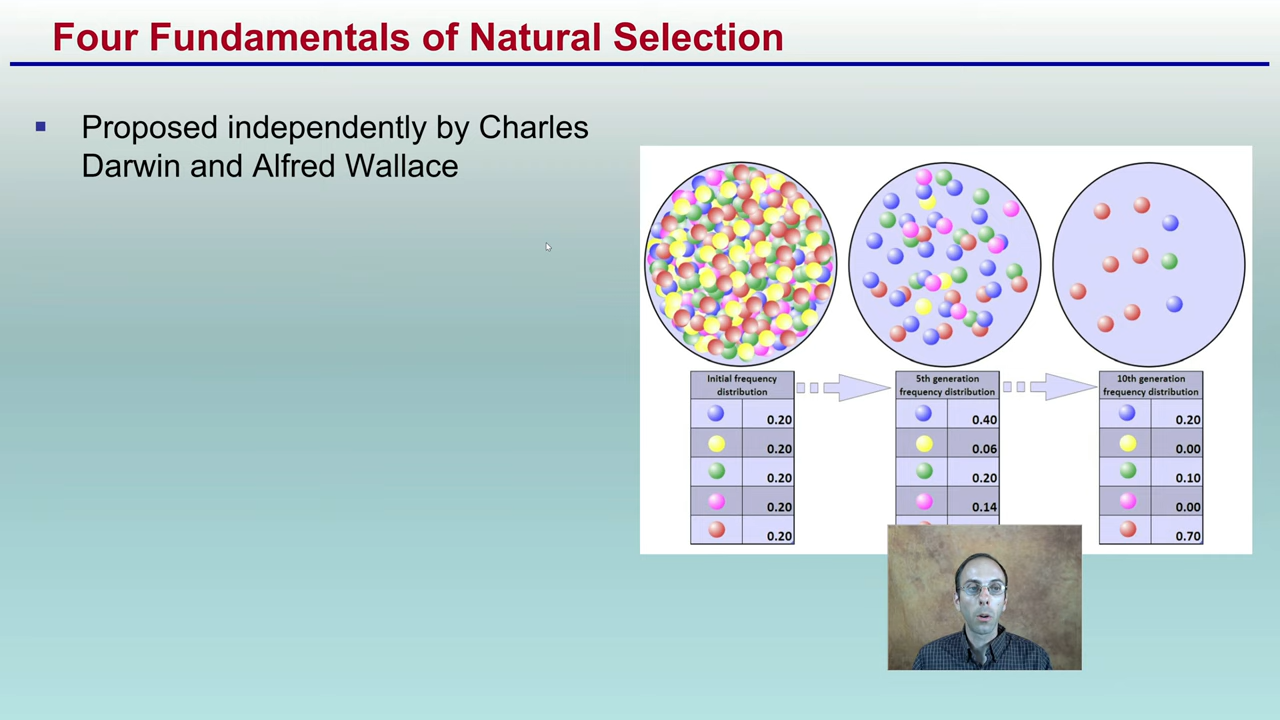 Four Fundamentals of Natural Selection
▪ Proposed independently by Charles
Darwin and Alfred Wallace
Initial frequency
distribution
0.20
0.20
0.20
0.20
0.20
5th generation
frequency distribution
0.40
0.06
0.20
0.14
10th generation
frequency distribution
0.20
0.00
0.10
0.00
0.70